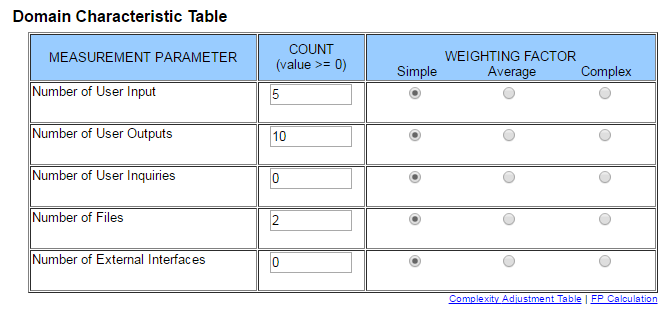 Domain Characteristic Table
MEASUREMENT PARAMETER
COUNT
(value >= 0)
WEIGHTING FACTOR
Simple Average Complex
Number of User Input 5
Number of User Outputs 10
Number of User Inquiries 0
Number of Files 2
Number of External Interfaces 0
Complexity Adjustment Table | FP Calculation